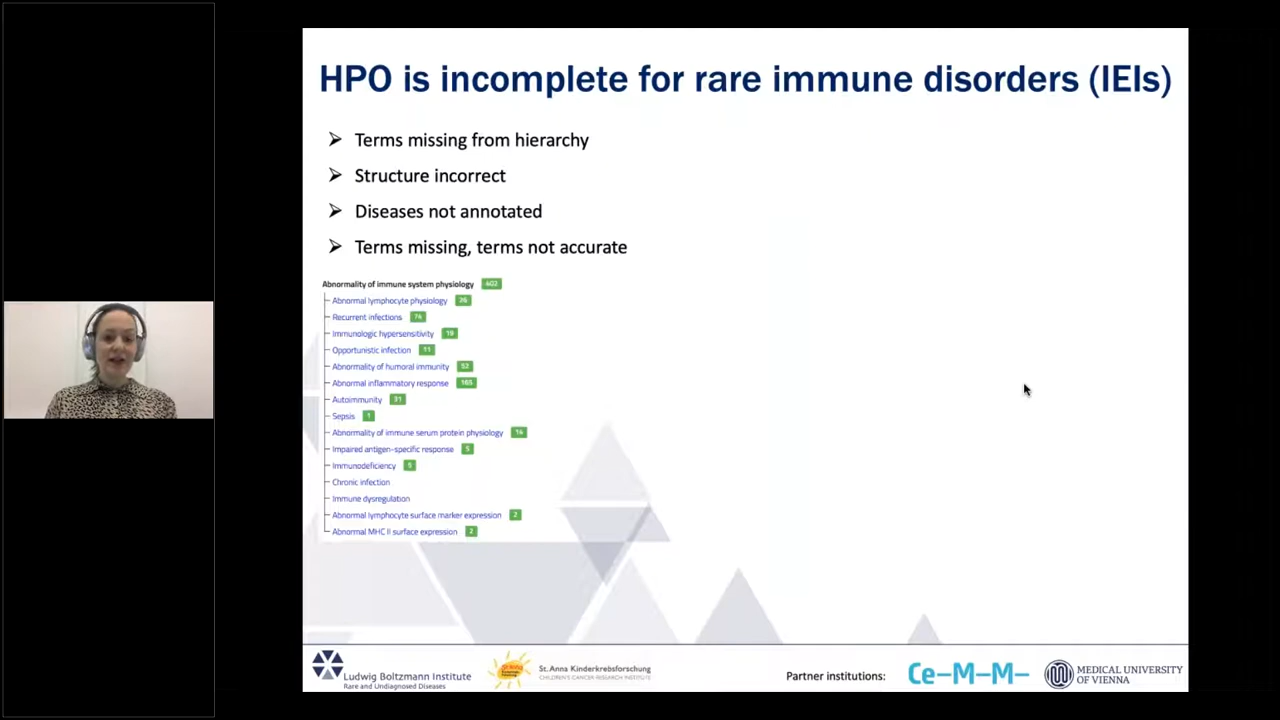 HPO is incomplete for rare immune disorders (IEIs)
Terms missing from hierarchy
Structure incorrect
Diseases not annotated
Terms missing, terms not accurate
Abnormality of immune system physiology 402
Abnormal lymphocyte physiology 26
Recurrent infections 74
Immunologic hypersensitivity 19
Opportunistic infection 11
Abnormality of humoral immunity 52
Abnormal inflammatory response 165
Autoimmunity 31
Sepsis 1
Abnormality of immune serum protein physiology 16
Impaired antigen-specific response 5
Immunodeficiency 5
Chronic infection
Immune dysregulation
Abnormal lymphocyte surface marker expression 2
Abnormal MHC II surface expression 2
Ludwig Boltzmann Institute
Rare and Undiagnosed Diseases
St. Anna Kinderkrebsforschung
CHILDREN'S CANCER RESEARCH INSTITUTE
Partner institutions:
Ce-M-M-
MEDICAL UNIVERSITY
OF VIENNA